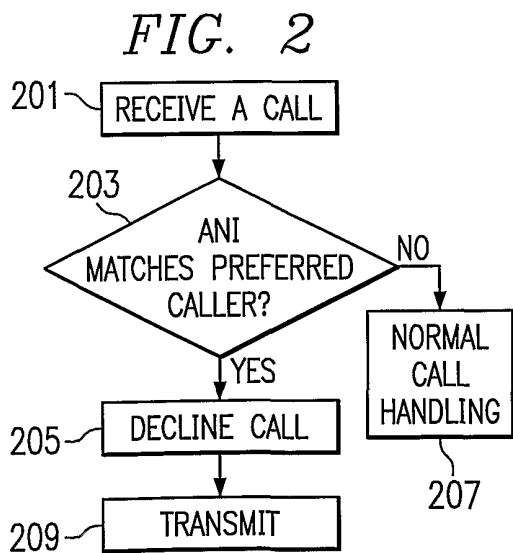 FIG. 2
201
RECEIVE A CALL
203
ANI
MATCHES PREFERRED
CALLER?
NO
YES
NORMAL
CALL
HANDLING
205
DECLINE CALL
207
209
TRANSMIT